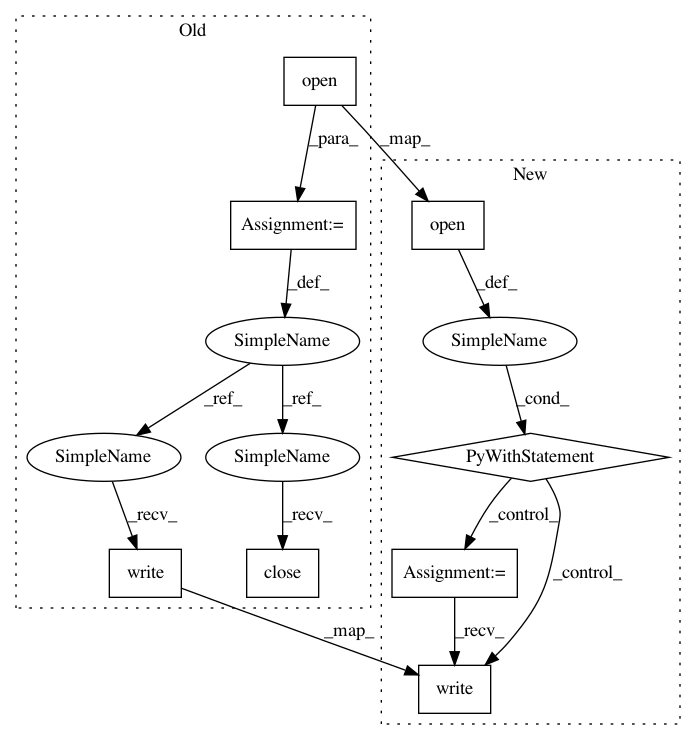 Old
open
_para_
_map_
New
Assignment:=
open
_def_
_def_
SimpleName
SimpleName
_ref_
_ref_
_cond_
SimpleName
SimpleName
PyWithStatement
_recv_
_recv_
_control_
write
close
Assignment:=
_control_
_map_
_recv_
write